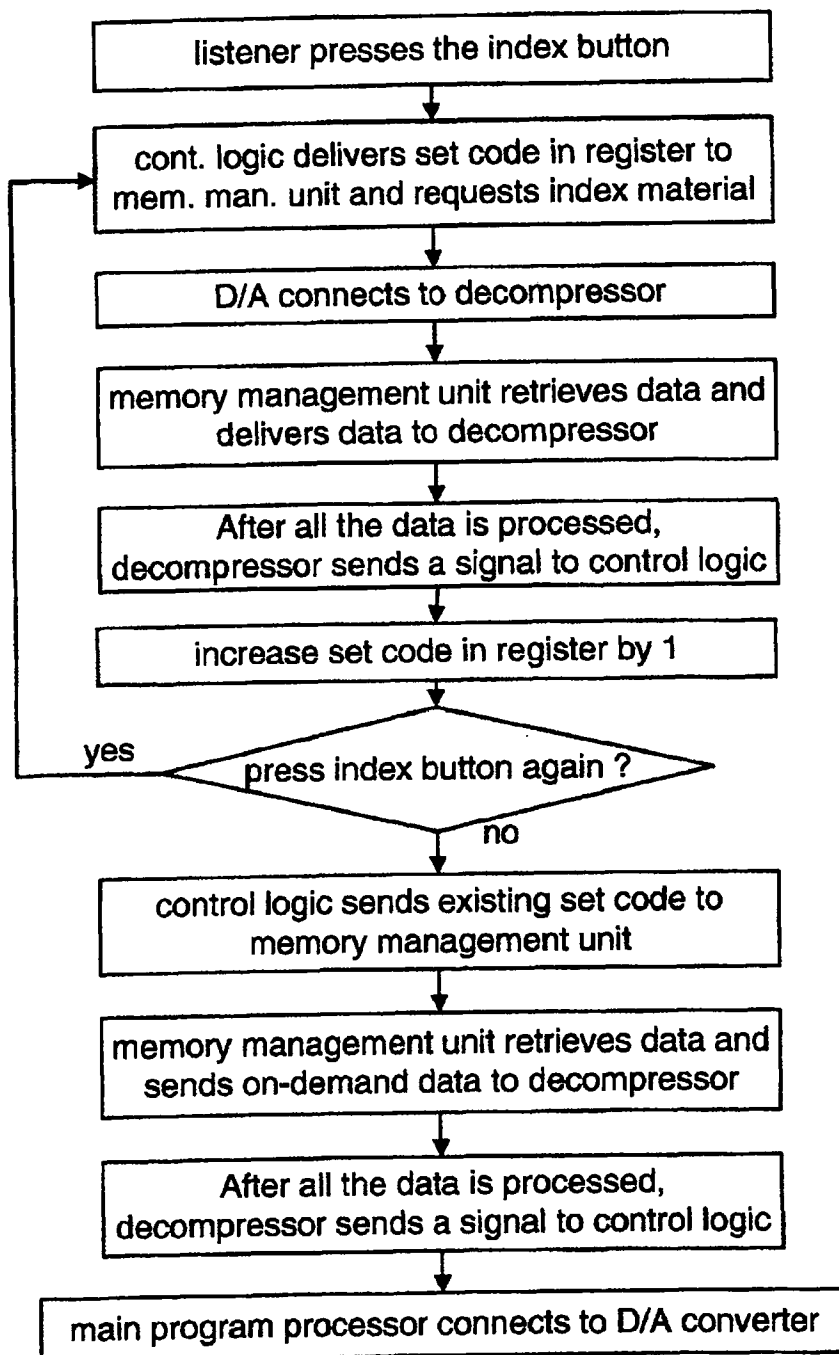 listener presses the index button
cont. logic delivers set code in register to
mem. man. unit and requests index material
D/A connects to decompressor
memory management unit retrieves data and
delivers data to decompressor
After all the data is processed,
decompressor sends a signal to control logic
increase set code in register by 1
yes
press index button again ?
no
control logic sends existing set code to
memory management unit
memory management unit retrieves data and
sends on-demand data to decompressor
After all the data is processed,
decompressor sends a signal to control logic
main program processor connects to D/A converter